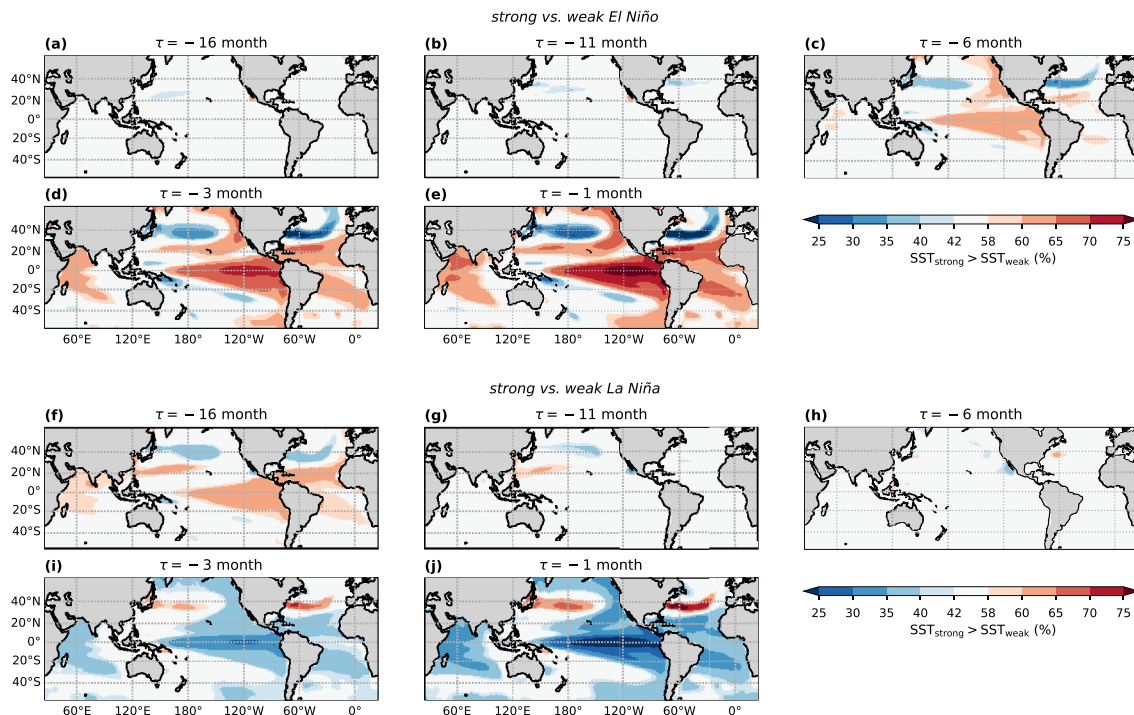 strong vs. weak El Niño
(a) τ = − 16 month
(b) τ = − 11 month
(c) τ = − 6 month
40°N
20°N
0°
20°S
40°S
(d) τ = − 3 month
(e) τ = − 1 month
40°N
20°N
0°
20°S
40°S
60°E 120°E 180° 120°W 60°W 0°
60°E 120°E 180° 120°W 60°W 0°
25 30 35 40 42 58 60 65 70 75
SSTstrong > SSTweak (%)
strong vs. weak La Niña
(f) τ = − 16 month
(g) τ = − 11 month
(h) τ = − 6 month
40°N
20°N
0°
20°S
40°S
(i) τ = − 3 month
(j) τ = − 1 month
40°N
20°N
0°
20°S
40°S
60°E 120°E 180° 120°W 60°W 0°
60°E 120°E 180° 120°W 60°W 0°
25 30 35 40 42 58 60 65 70 75
SSTstrong > SSTweak (%)